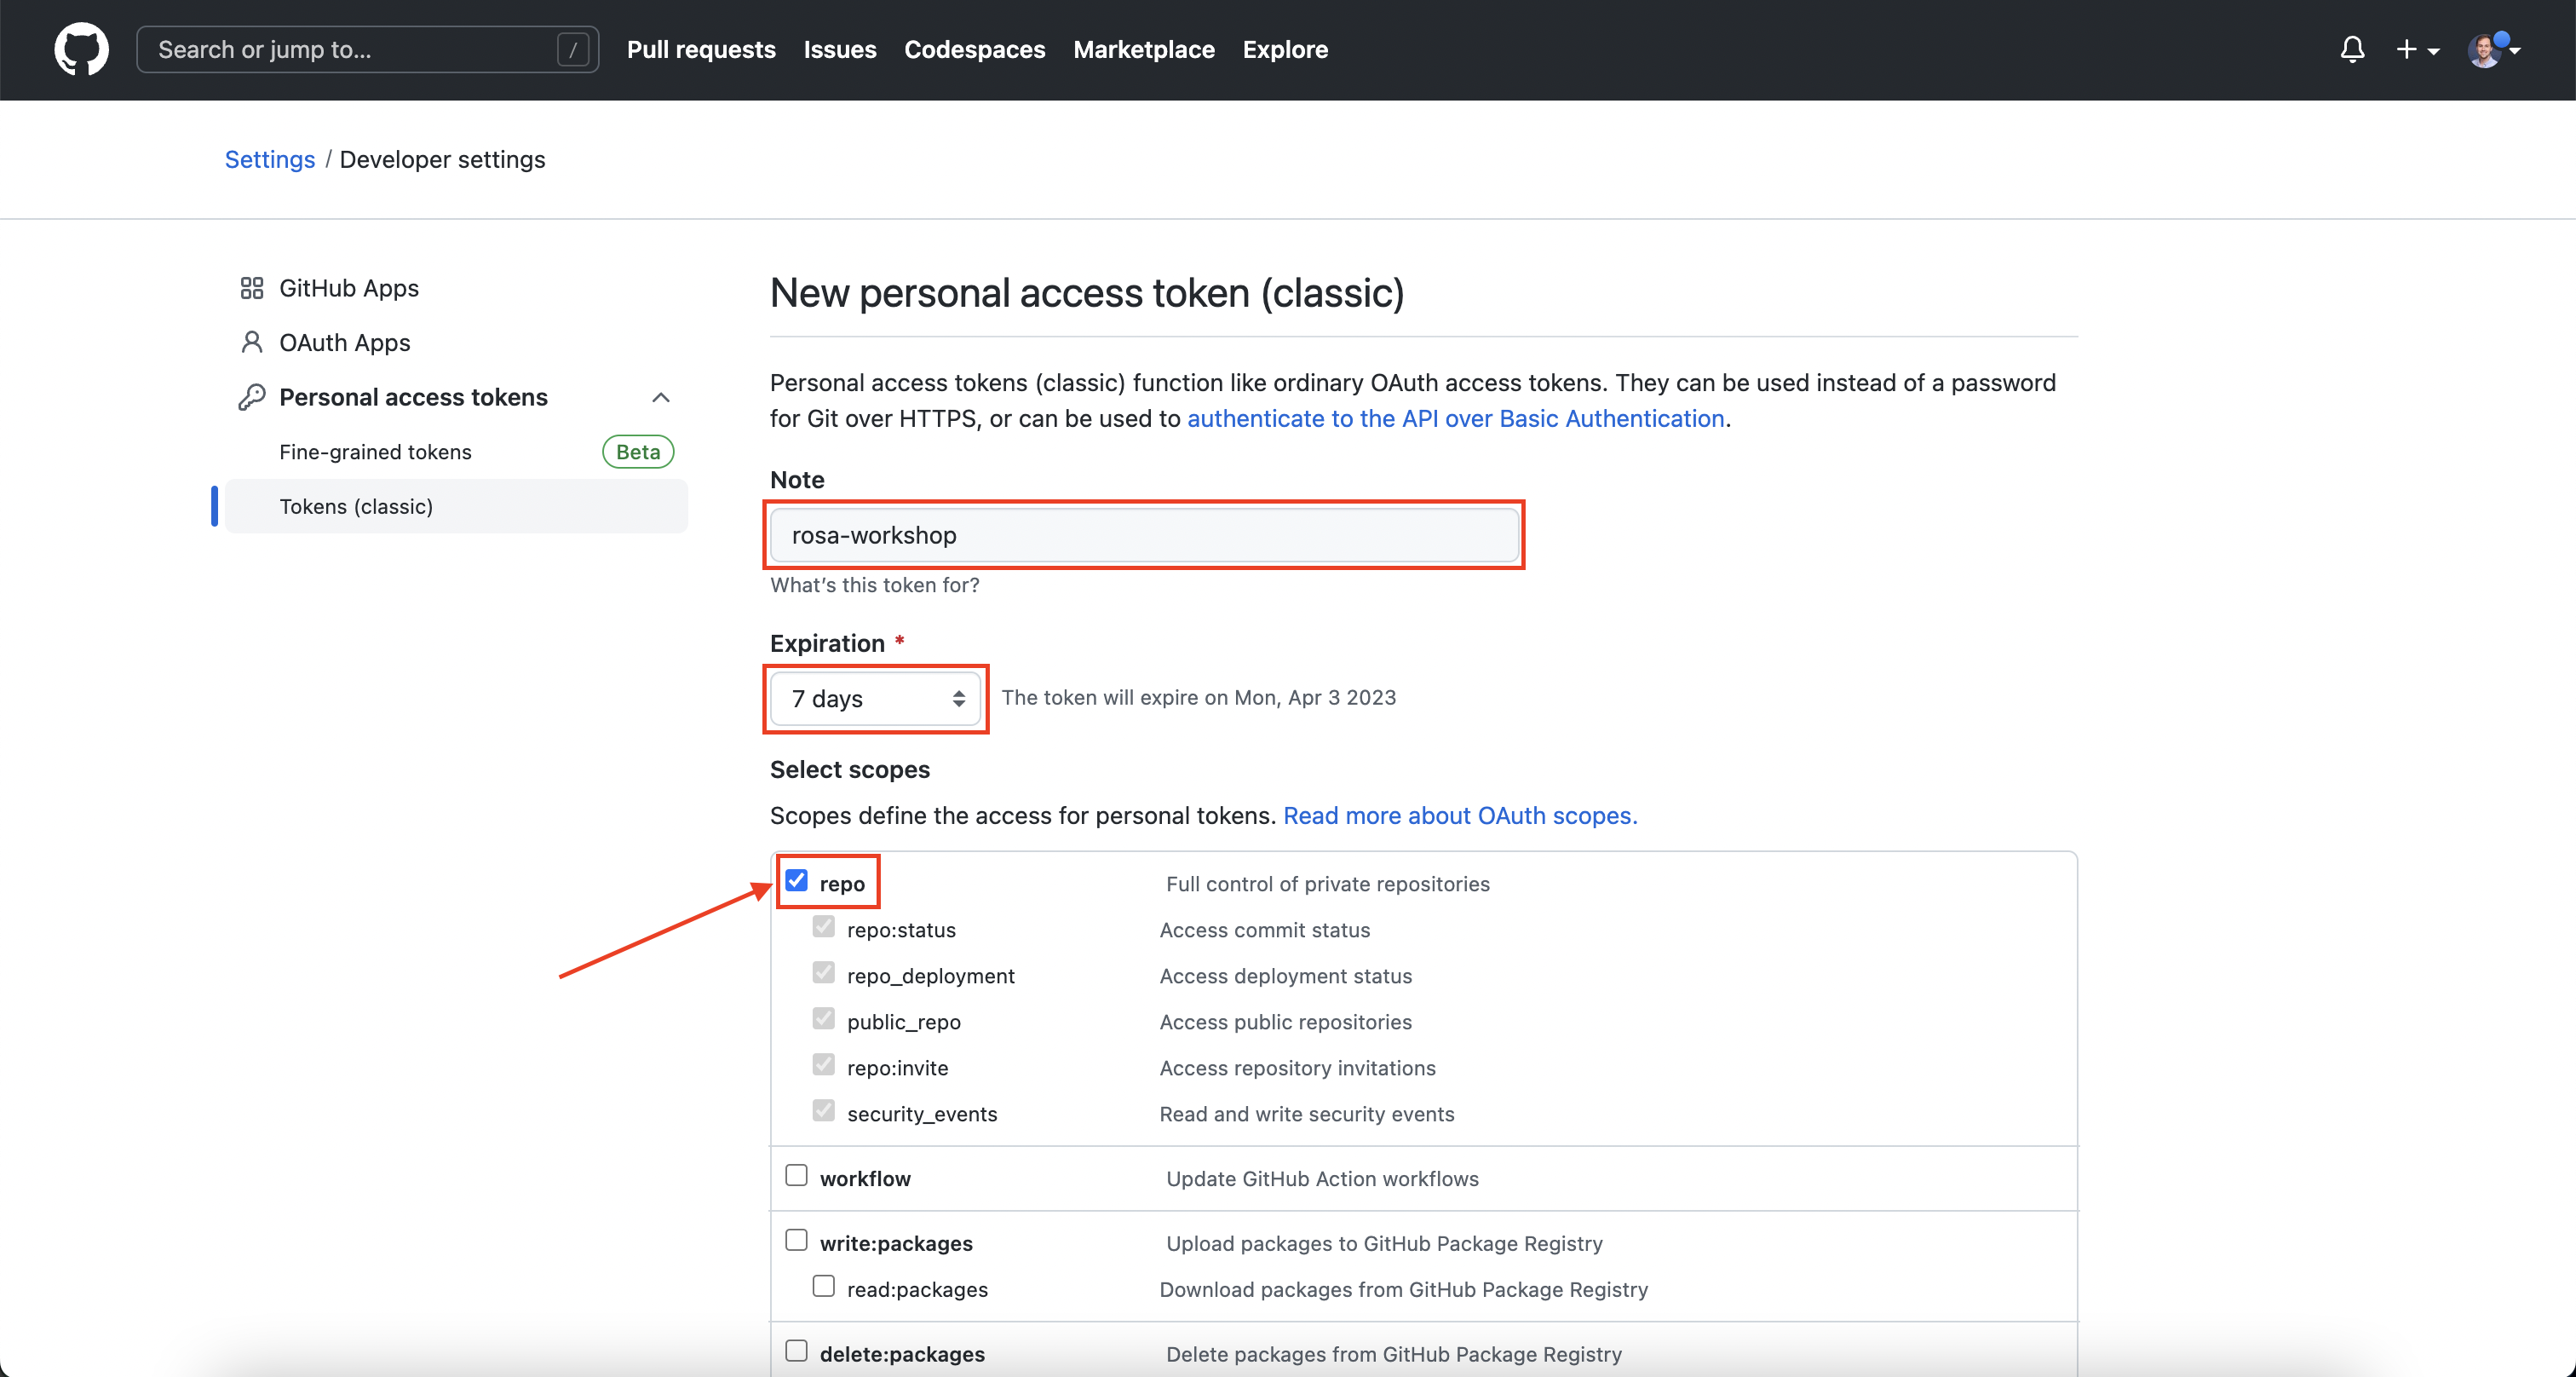 Search or jump to... /
Pull requests Issues Codespaces Marketplace Explore
Settings / Developer settings
GitHub Apps
OAuth Apps
Personal access tokens
Fine-grained tokens Beta
Tokens (classic)
New personal access token (classic)
Personal access tokens (classic) function like ordinary OAuth access tokens. They can be used instead of a password
for Git over HTTPS, or can be used to authenticate to the API over Basic Authentication.
Note
rosa-workshop
What's this token for?
Expiration *
7 days The token will expire on Mon, Apr 3 2023
Select scopes
Scopes define the access for personal tokens. Read more about OAuth scopes.
repo Full control of private repositories
repo:status Access commit status
repo_deployment Access deployment status
public_repo Access public repositories
repo:invite Access repository invitations
security_events Read and write security events
workflow Update GitHub Action workflows
write:packages Upload packages to GitHub Package Registry
read:packages Download packages from GitHub Package Registry
delete:packages Delete packages from GitHub Package Registry